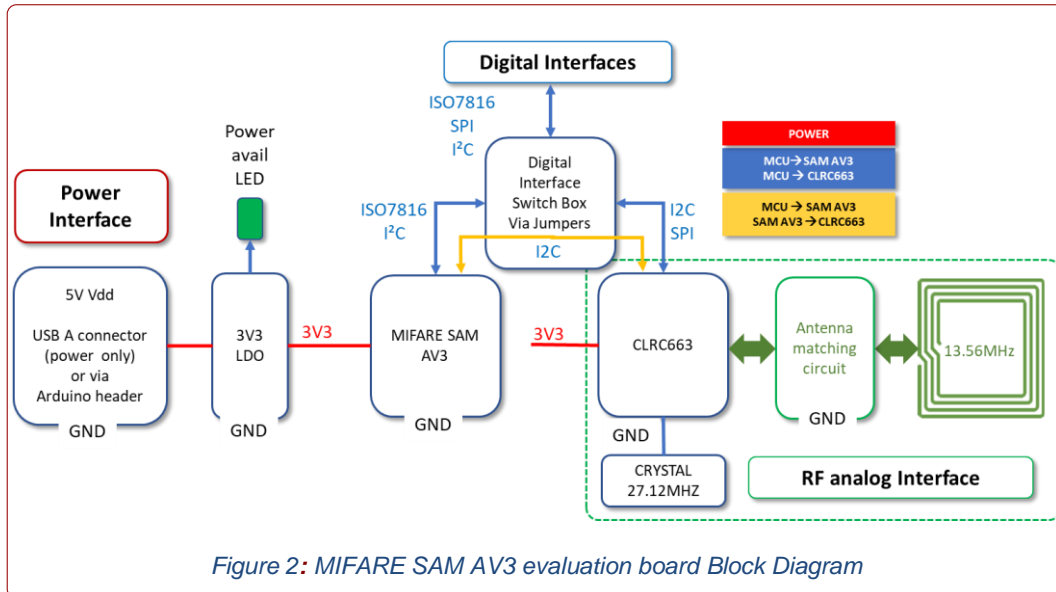 Digital Interfaces
ISO7816
SPI
I²C
Power
avail
LED
Digital
Interface
Switch Box
Via Jumpers
POWER
MCU→SAM AV3
MCU → CLRC663
MCU → SAM AV3
SAM AV3 →CLRC663
Power
Interface
ISO7816
I²C
I2C
SPI
I2C
5V Vdd
USB A connector
(power only)
or via
Arduino header
GND
3V3
LDO
GND
3V3
MIFARE SAM
AV3
GND
3V3
CLRC663
GND
Antenna
matching
circuit
GND
13.56MHz
CRYSTAL
27.12MHZ
RF analog Interface
Figure 2: MIFARE SAM AV3 evaluation board Block Diagram